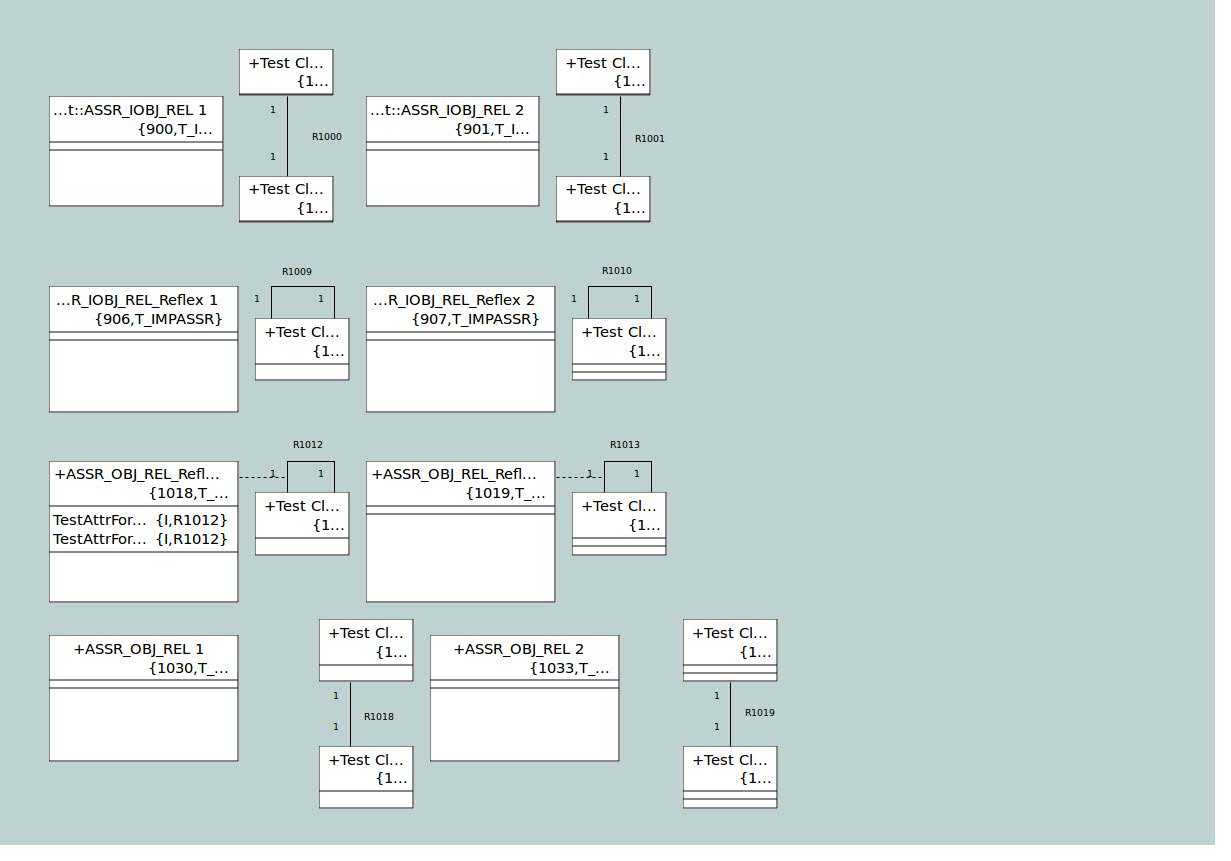 +Test Cl...
{1...
+Test Cl...
{1...
...t::ASSR_IOBJ_REL 1
{900,T_I...
1
R1000
1
+Test Cl...
{1...
...t::ASSR_IOBJ_REL 2
{901,T_I...
1
R1001
1
+Test Cl...
{1...
R1009
R1010
...R_IOBJ_REL_Reflex 1
{906,T_IMPASSR}
1
1
+Test Cl...
{1...
...R_IOBJ_REL_Reflex 2
{907,T_IMPASSR}
1
1
+Test Cl...
{1...
R1012
R1013
+ASSR_OBJ_REL_Refl...
{1018,T_...
TestAttrFor... {I,R1012}
TestAttrFor... {I,R1012}
1
1
+Test Cl...
{1...
+ASSR_OBJ_REL_Refl...
{1019,T_...
1
1
+Test Cl...
{1...
+ASSR_OBJ_REL 1
{1030,T_...
+Test Cl...
{1...
1
R1018
1
+Test Cl...
{1...
+ASSR_OBJ_REL 2
{1033,T_...
+Test Cl...
{1...
1
R1019
1
+Test Cl...
{1...